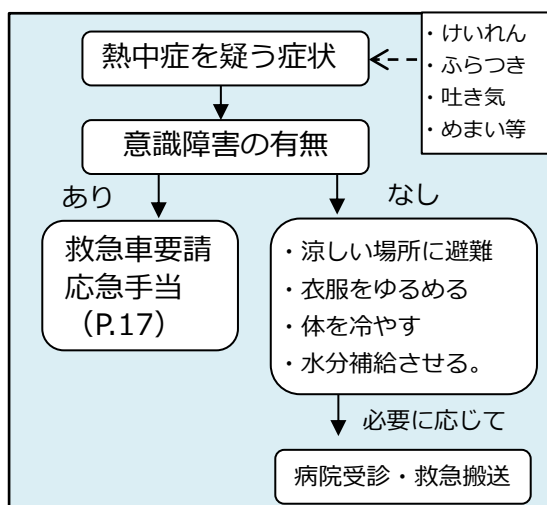 熱中症を疑う症状
・けいれん
・ふらつき
・吐き気
・めまい等
意識障害の有無
あり
なし
救急車要請
応急手当
（P.17）
・涼しい場所に避難
・衣服をゆるめる
・体を冷やす
・水分補給させる。
必要に応じて
病院受診・救急搬送